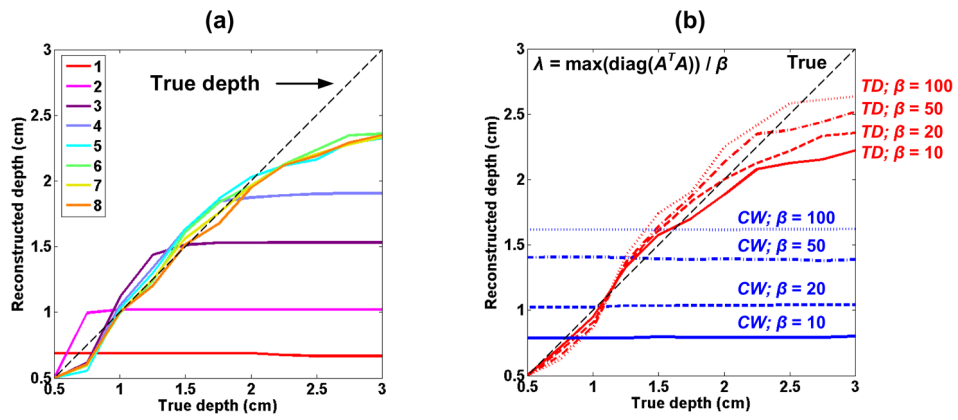 (a)
Reconstructed depth (cm)
3
2.5
2
1.5
1
0.5
0.5 1 1.5 2 2.5 3
True depth (cm)
1
2
3
4
5
6
7
8
True depth
(b)
Reconstructed depth (cm)
3
2.5
2
1.5
1
0.5
0.5 1 1.5 2 2.5 3
True depth (cm)
λ = max(diag(AᵀA)) / β
True
TD; β = 100
TD; β = 50
TD; β = 20
TD; β = 10
CW; β = 100
CW; β = 50
CW; β = 20
CW; β = 10